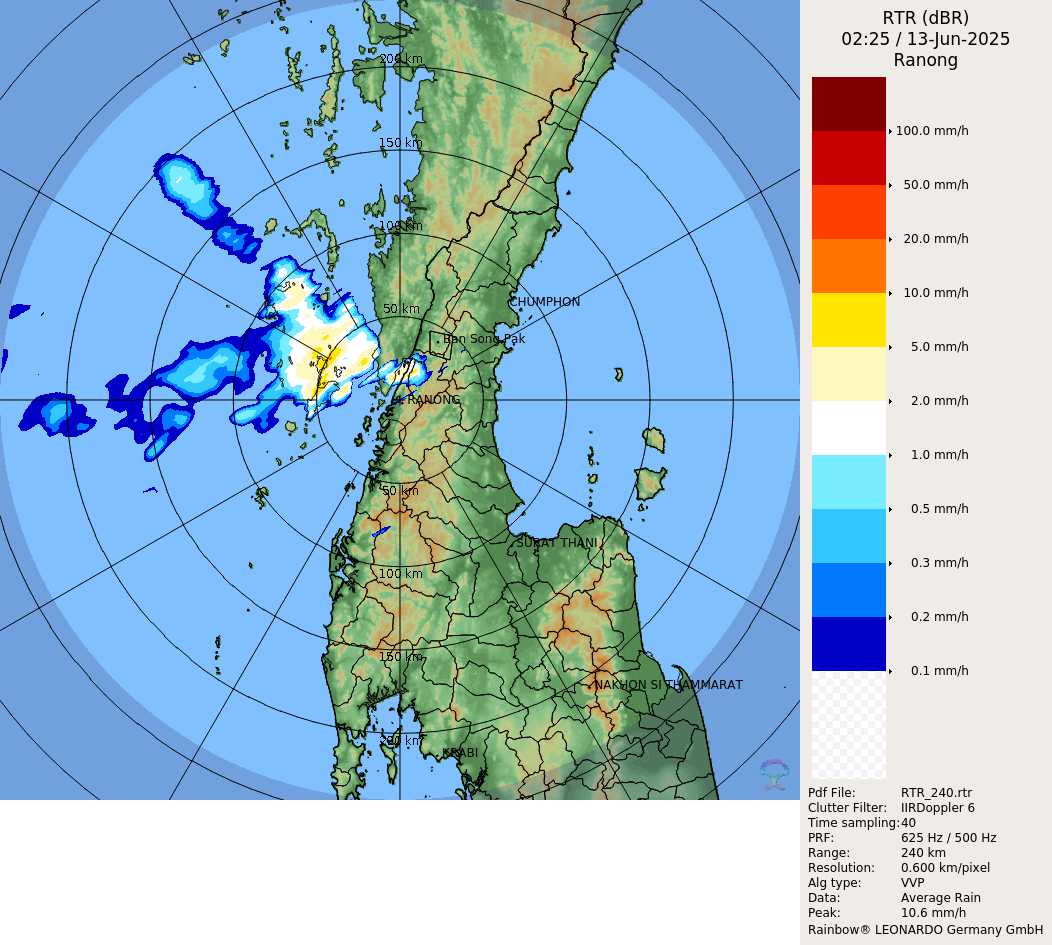 RTR (dBR)
02:25 / 13-Jun-2025
Ranong
100.0 mm/h
50.0 mm/h
20.0 mm/h
10.0 mm/h
5.0 mm/h
2.0 mm/h
1.0 mm/h
0.5 mm/h
0.3 mm/h
0.2 mm/h
0.1 mm/h
200 km
150 km
100 km
CHUMPHON
50 km
Ban Song Pak
RANONG
50 km
SURAT THANI
100 km
150 km
NAKHON SI THAMMARAT
200 km
KRABI
Pdf File: RTR_240.rtr
Clutter Filter: IIRDoppler 6
Time sampling: 40
PRF: 625 Hz / 500 Hz
Range: 240 km
Resolution: 0.600 km/pixel
Alg type: VVP
Data: Average Rain
Peak: 10.6 mm/h
Rainbow® LEONARDO Germany GmbH